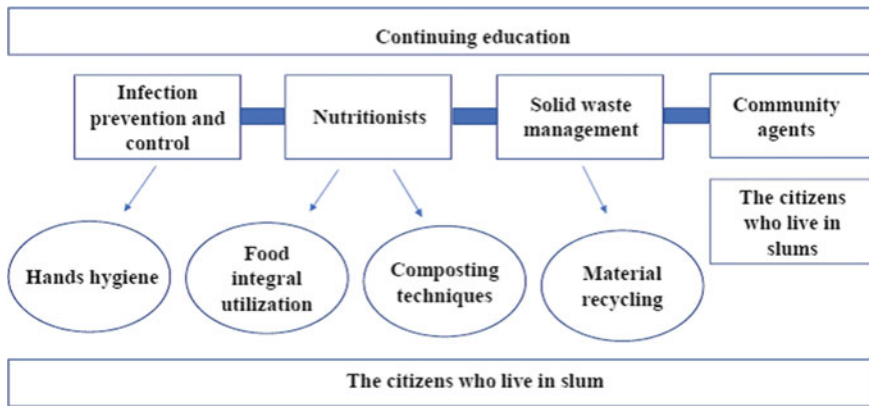 Continuing education
Infection
prevention and
control
Nutritionists
Solid waste
management
Community
agents
The citizens
who live in
slums
Hands hygiene
Food
integral
utilization
Composting
techniques
Material
recycling
The citizens who live in slum